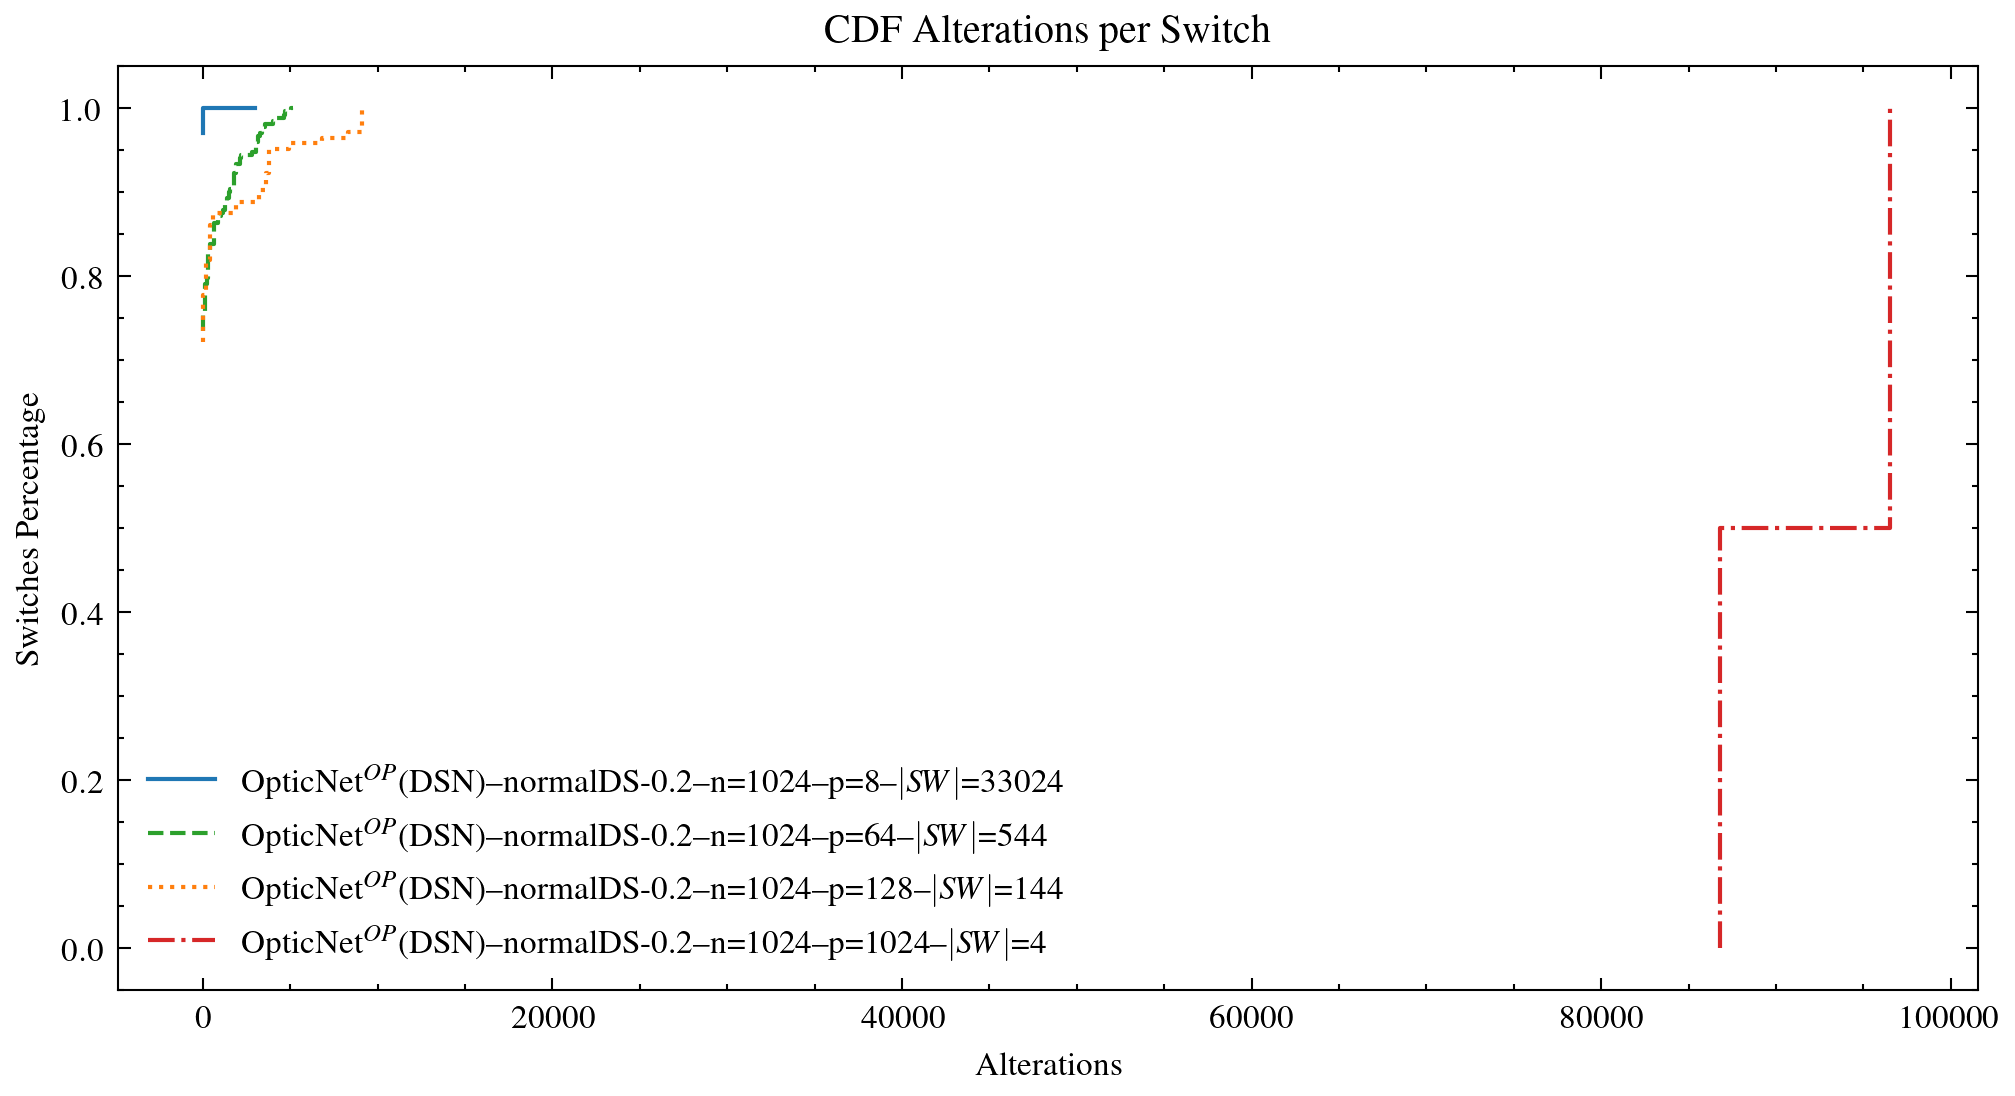 CDF Alterations per Switch
Switches Percentage
1.0
0.8
0.6
0.4
0.2
0.0
OpticNet^OP(DSN)–normalDS-0.2–n=1024–p=8–|SW|=33024
OpticNet^OP(DSN)–normalDS-0.2–n=1024–p=64–|SW|=544
OpticNet^OP(DSN)–normalDS-0.2–n=1024–p=128–|SW|=144
OpticNet^OP(DSN)–normalDS-0.2–n=1024–p=1024–|SW|=4
0 20000 40000 60000 80000 100000
Alterations